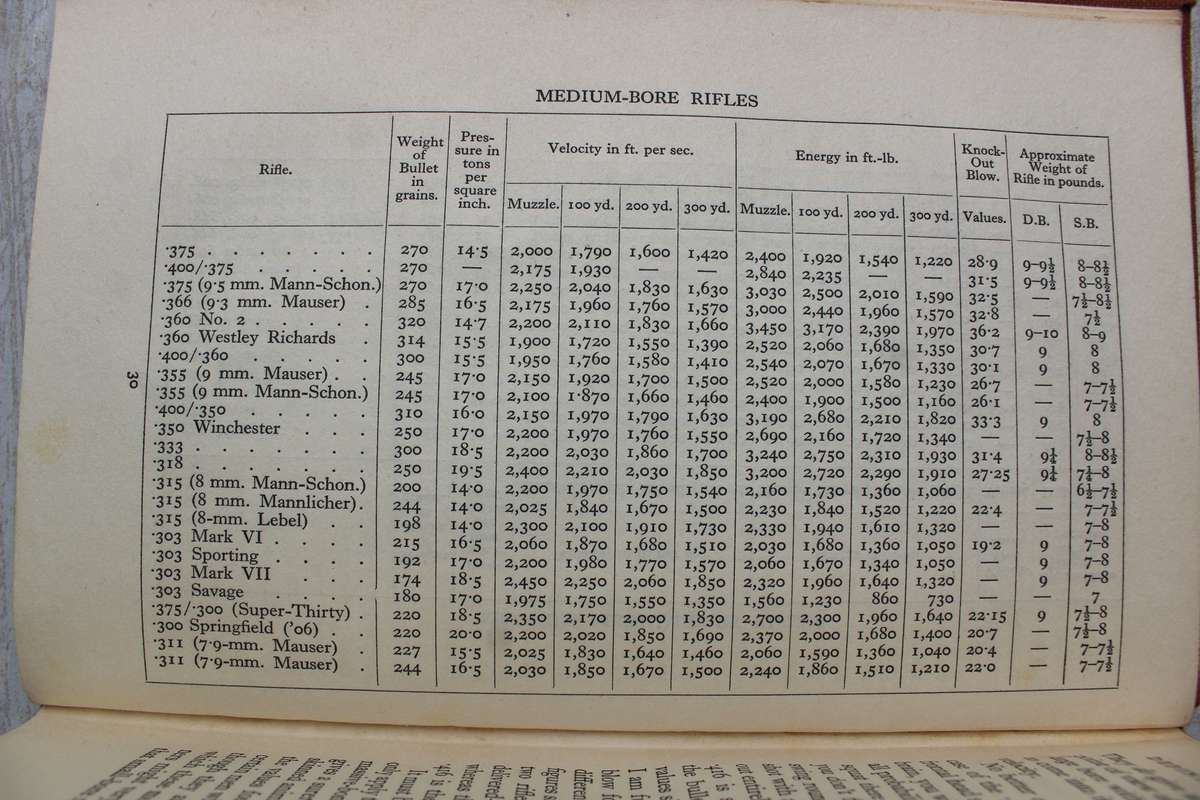 MEDIUM-BORE RIFLES
Rifle. Weight of Bullet in grains. Pressure in tons per square inch. Velocity in ft. per sec. Energy in ft.-lb. Knock-Out Blow. Approximate Weight of Rifle in pounds.
Muzzle. 100 yd. 200 yd. 300 yd. Muzzle. 100 yd. 200 yd. 300 yd. Values. D.B. S.B.
·375 . . . . . . . 270 14·5 2,000 1,790 1,600 1,420 2,400 1,920 1,540 1,220 28·9 9–9½ 8–8½
·400/·375 . . . . . 270 — 2,175 1,930 — — 2,840 2,235 — — 31·5 9–9½ 8–8½
·375 (9·5 mm. Mann-Schon.) 270 17·0 2,250 2,040 1,830 1,630 3,030 2,500 2,010 1,590 32·5 — 7½–8½
·366 (9·3 mm. Mauser) . 285 16·5 2,175 1,960 1,760 1,570 3,000 2,440 1,960 1,570 32·8 — 7½
·360 No. 2 . . . . . 320 14·7 2,200 2,110 1,830 1,660 3,450 3,170 2,390 1,970 36·2 9–10 8–9
·360 Westley Richards . 314 15·5 1,900 1,720 1,550 1,390 2,520 2,060 1,680 1,350 30·7 9 8
·400/·360 . . . . . 300 15·5 1,950 1,760 1,580 1,410 2,540 2,070 1,670 1,330 30·1 9 8
·355 (9 mm. Mauser) . . 245 17·0 2,150 1,920 1,700 1,500 2,520 2,000 1,580 1,230 26·7 — 7–7½
·355 (9 mm. Mann-Schon.) 245 17·0 2,100 1·870 1,660 1,460 2,400 1,900 1,500 1,160 26·1 — 7–7½
·400/·350 . . . . . 310 16·0 2,150 1,970 1,790 1,630 3,190 2,680 2,210 1,820 33·3 9 8
·350 Winchester . . . 250 17·0 2,200 1,970 1,760 1,550 2,690 2,160 1,720 1,340 — — 7½–8
·333 . . . . . . . 300 18·5 2,200 2,030 1,860 1,700 3,240 2,750 2,310 1,930 31·4 9¼ 8–8½
·318 . . . . . . . 250 19·5 2,400 2,210 2,030 1,850 3,200 2,720 2,290 1,910 27·25 9¼ 7¼–8
·315 (8 mm. Mann-Schon.) 200 14·0 2,200 1,970 1,750 1,540 2,160 1,730 1,360 1,060 — — 6½–7½
·315 (8 mm. Mannlicher) . 244 14·0 2,025 1,840 1,670 1,500 2,230 1,840 1,520 1,220 22·4 — 7–7½
·315 (8-mm. Lebel) . . 198 14·0 2,300 2,100 1,910 1,730 2,330 1,940 1,610 1,320 — — 7–8
·303 Mark VI . . . . 215 16·5 2,060 1,870 1,680 1,510 2,030 1,680 1,360 1,050 19·2 9 7–8
·303 Sporting . . . . 192 17·0 2,200 1,980 1,770 1,570 2,060 1,670 1,340 1,050 — 9 7–8
·303 Mark VII . . . 174 18·5 2,450 2,250 2,060 1,850 2,320 1,960 1,640 1,320 — 9 7–8
·303 Savage . . . . 180 17·0 1,975 1,750 1,550 1,350 1,560 1,230 860 730 — — 7
·375/·300 (Super-Thirty) . 220 18·5 2,350 2,170 2,000 1,830 2,700 2,300 1,960 1,640 22·15 9 7½–8
·300 Springfield ('06) . . 220 20·0 2,200 2,020 1,850 1,690 2,370 2,000 1,680 1,400 20·7 — 7½–8
·311 (7·9-mm. Mauser) . 227 15·5 2,025 1,830 1,640 1,460 2,060 1,590 1,360 1,040 20·4 — 7–7½
·311 (7·9-mm. Mauser) . 244 16·5 2,030 1,850 1,670 1,500 2,240 1,860 1,510 1,210 22·0 — 7–7½
30